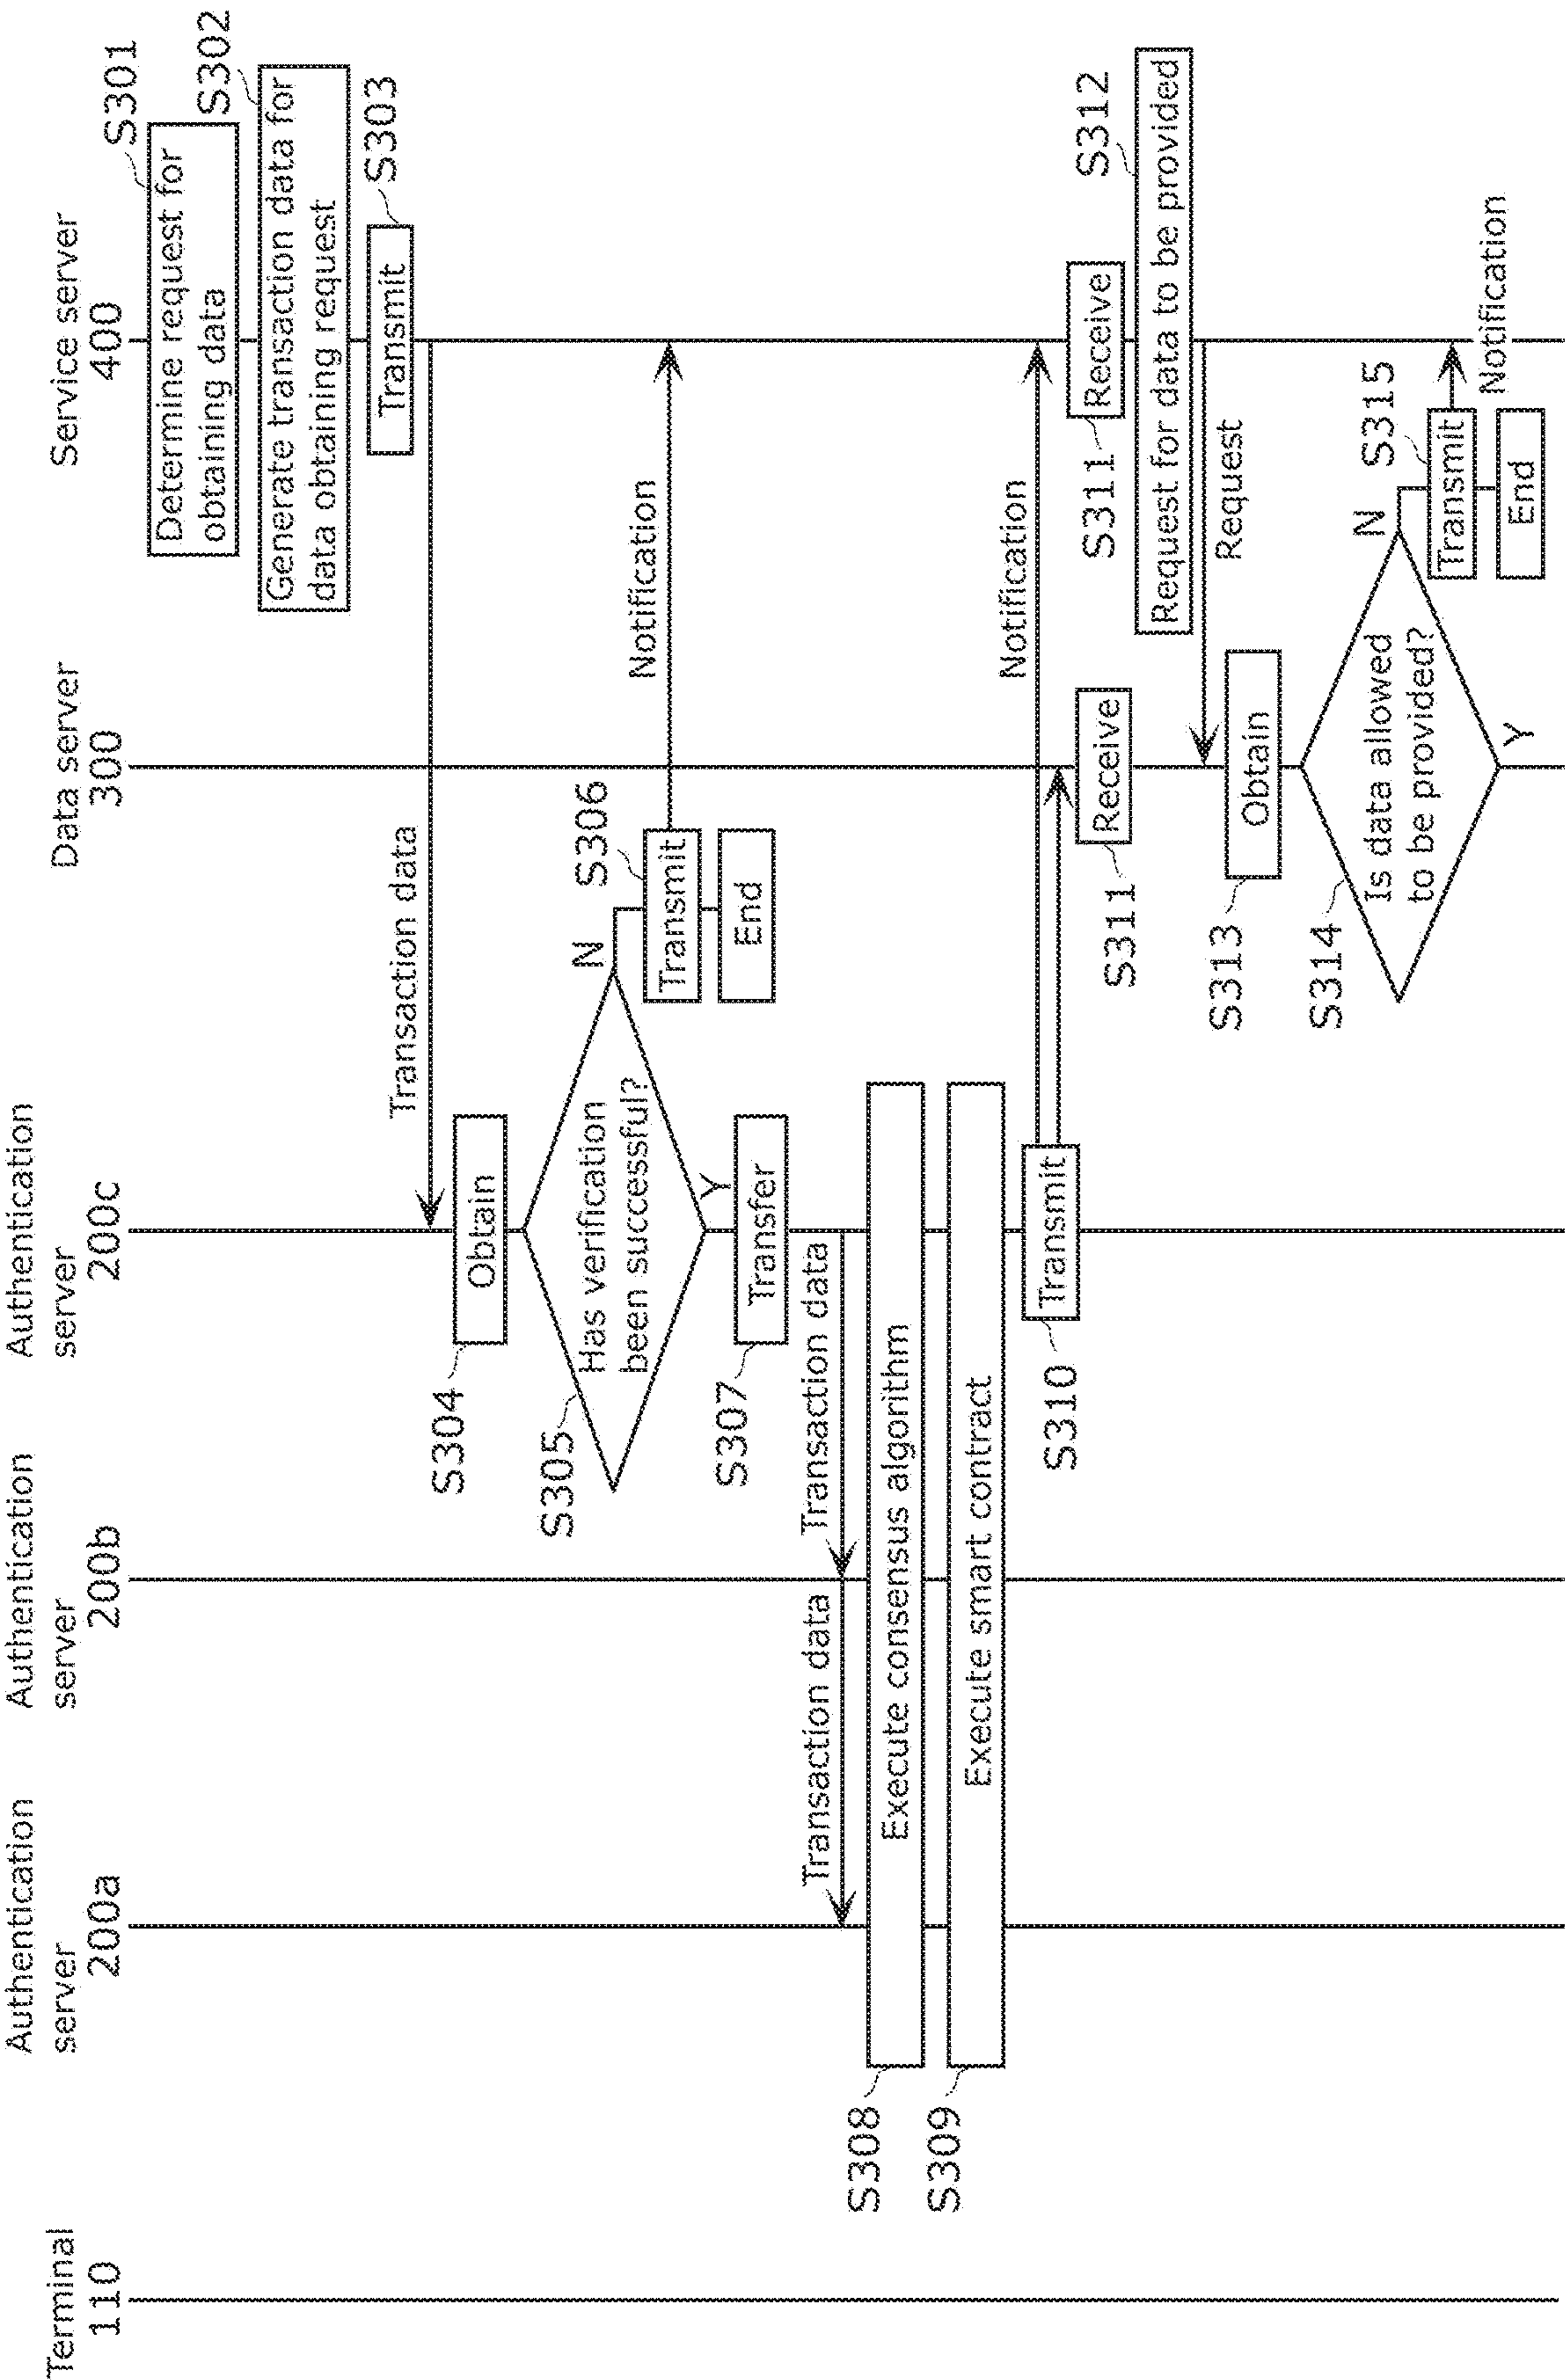 Terminal
110
Authentication
server
200a
Authentication
server
200b
Authentication
server
200c
Data server
300
Service server
400
S301
Determine request for
obtaining data
S302
Generate transaction data for
data obtaining request
S303
Transmit
Transaction data
S304
Obtain
S305
Has verification
been successful?
N
Y
S306
Transmit
End
Notification
S307
Transfer
Transaction data
Transaction data
S308
Execute consensus algorithm
S309
Execute smart contract
S310
Transmit
Notification
S311
Receive
S311
Receive
S312
Request for data to be provided
Request
S313
Obtain
S314
Is data allowed
to be provided?
N
Y
S315
Transmit
End
Notification